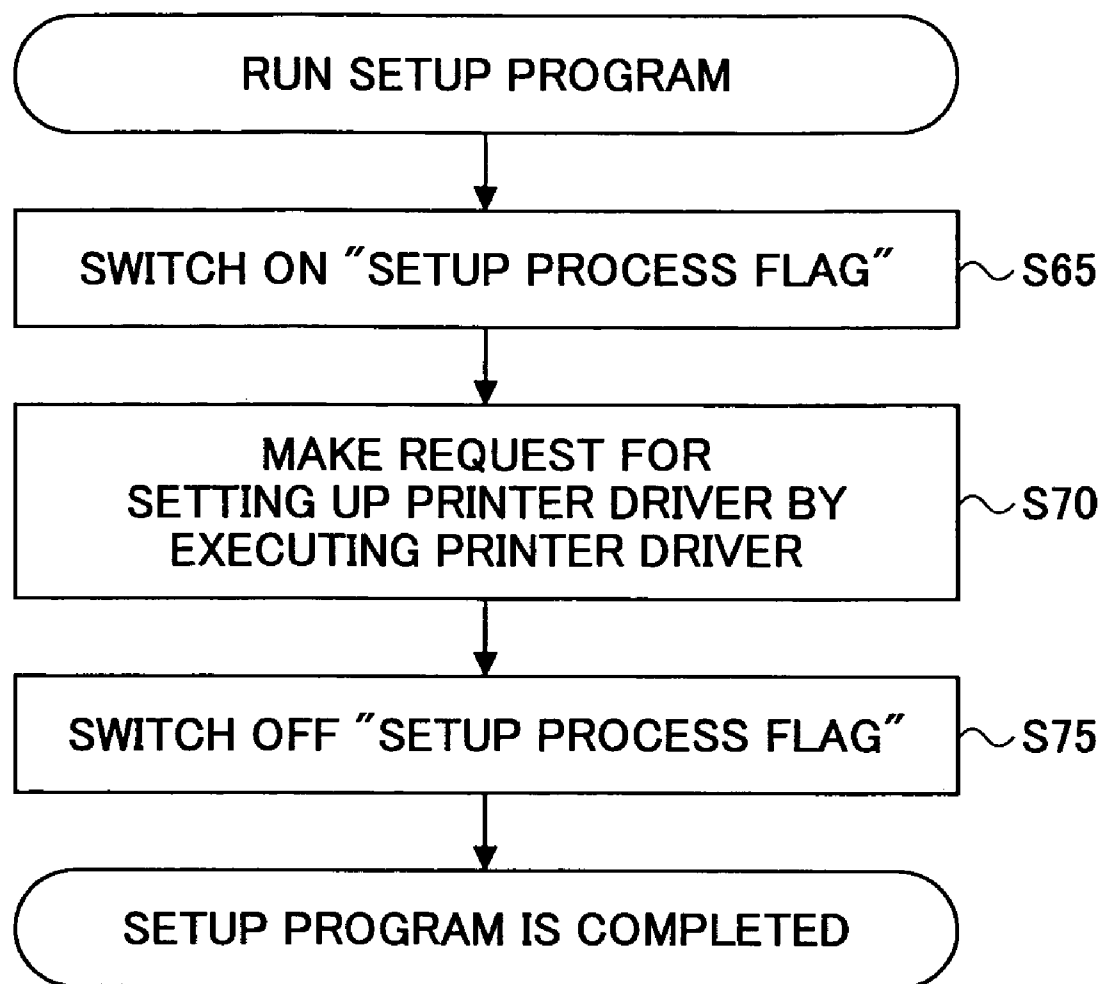 RUN SETUP PROGRAM
SWITCH ON "SETUP PROCESS FLAG"
S65
MAKE REQUEST FOR
SETTING UP PRINTER DRIVER BY
EXECUTING PRINTER DRIVER
S70
SWITCH OFF "SETUP PROCESS FLAG"
S75
SETUP PROGRAM IS COMPLETED